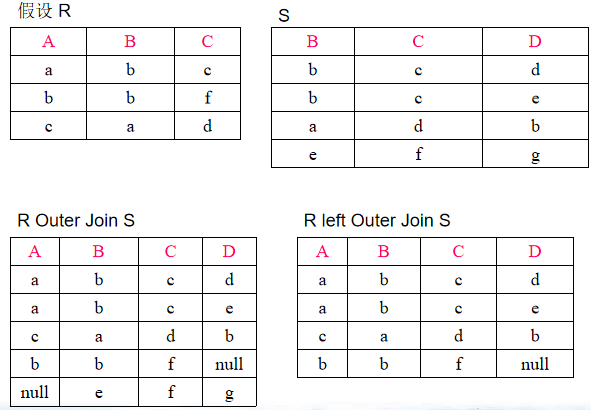 假设 R
A B C
a b c
b b f
c a d
S
B C D
b c d
b c e
a d b
e f g
R Outer Join S
A B C D
a b c d
a b c e
c a d b
b b f null
null e f g
R left Outer Join S
A B C D
a b c d
a b c e
c a d b
b b f null